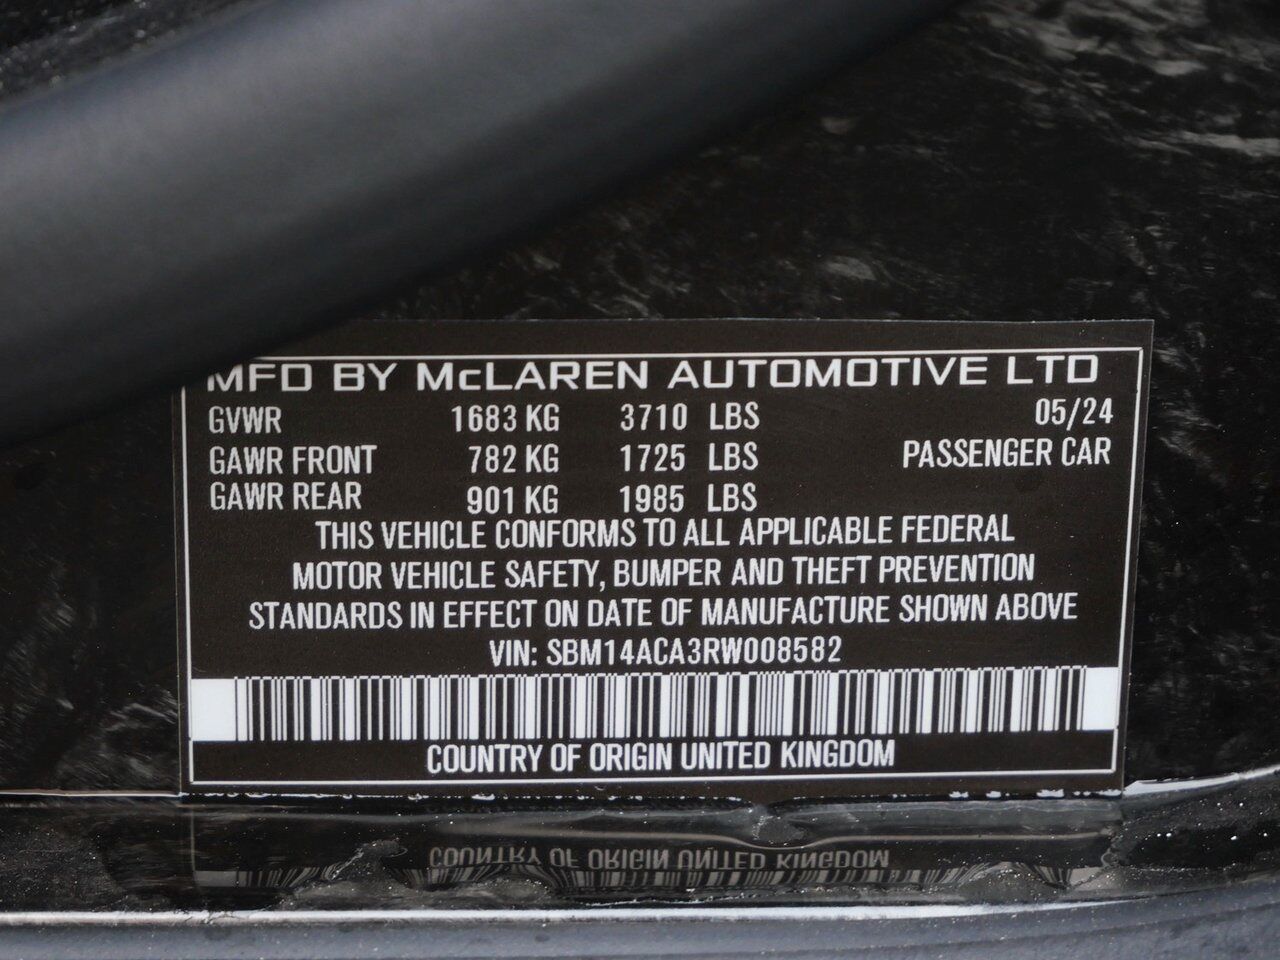 MFD BY McLAREN AUTOMOTIVE LTD
GVWR 1683 KG 3710 LBS 05/24
GAWR FRONT 782 KG 1725 LBS PASSENGER CAR
GAWR REAR 901 KG 1985 LBS
THIS VEHICLE CONFORMS TO ALL APPLICABLE FEDERAL
MOTOR VEHICLE SAFETY, BUMPER AND THEFT PREVENTION
STANDARDS IN EFFECT ON DATE OF MANUFACTURE SHOWN ABOVE
VIN: SBM14ACA3RW008582
COUNTRY OF ORIGIN UNITED KINGDOM